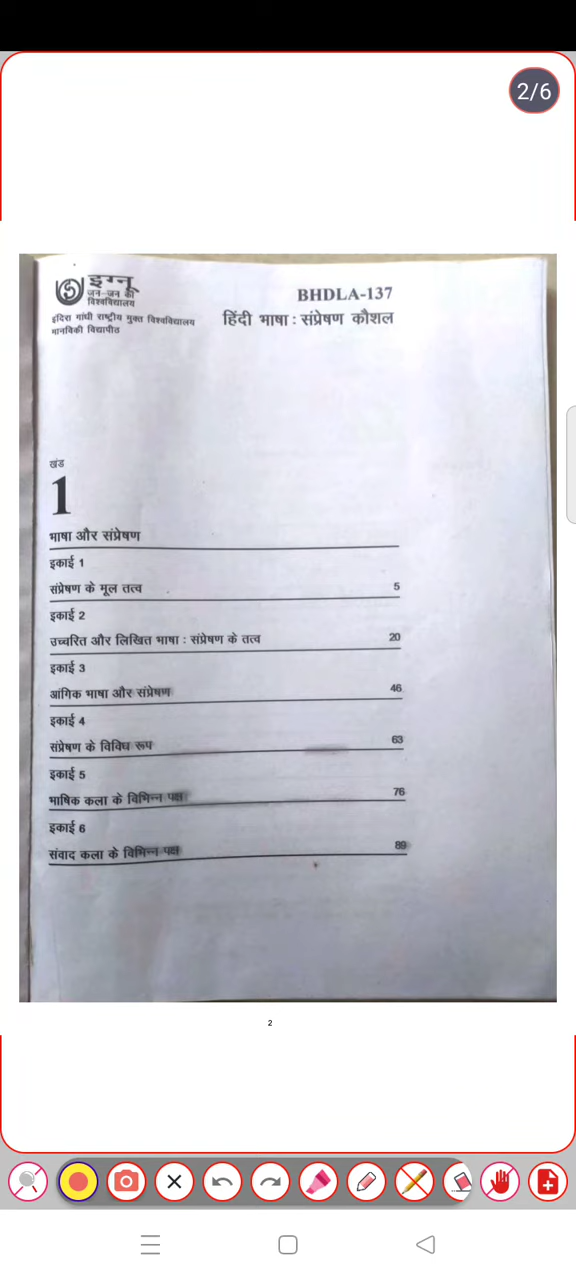 2/6
इग्नू
जन-जन का
विश्वविद्यालय
इंदिरा गांधी राष्ट्रीय मुक्त विश्वविद्यालय
मानविकी विद्यापीठ
BHDLA-137
हिंदी भाषा : संप्रेषण कौशल
खंड
1
भाषा और संप्रेषण
इकाई 1
संप्रेषण के मूल तत्व 5
इकाई 2
उच्चरित और लिखित भाषा : संप्रेषण के तत्व 20
इकाई 3
आंगिक भाषा और संप्रेषण 46
इकाई 4
संप्रेषण के विविध रूप 63
इकाई 5
भाषिक कला के विभिन्न पक्ष 76
इकाई 6
संवाद कला के विभिन्न पक्ष 89
2